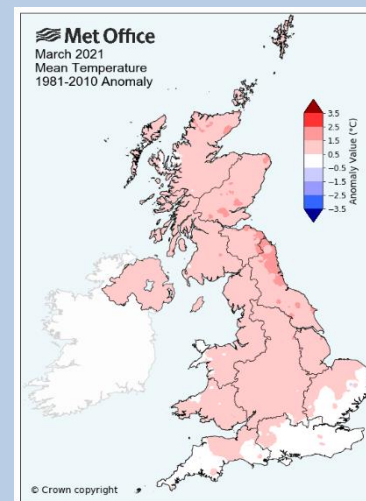 Met Office
March 2021
Mean Temperature
1981-2010 Anomaly
3.5
2.5
1.5
0.5
-0.5
-1.5
-2.5
-3.5
Anomaly Value (°C)
© Crown copyright